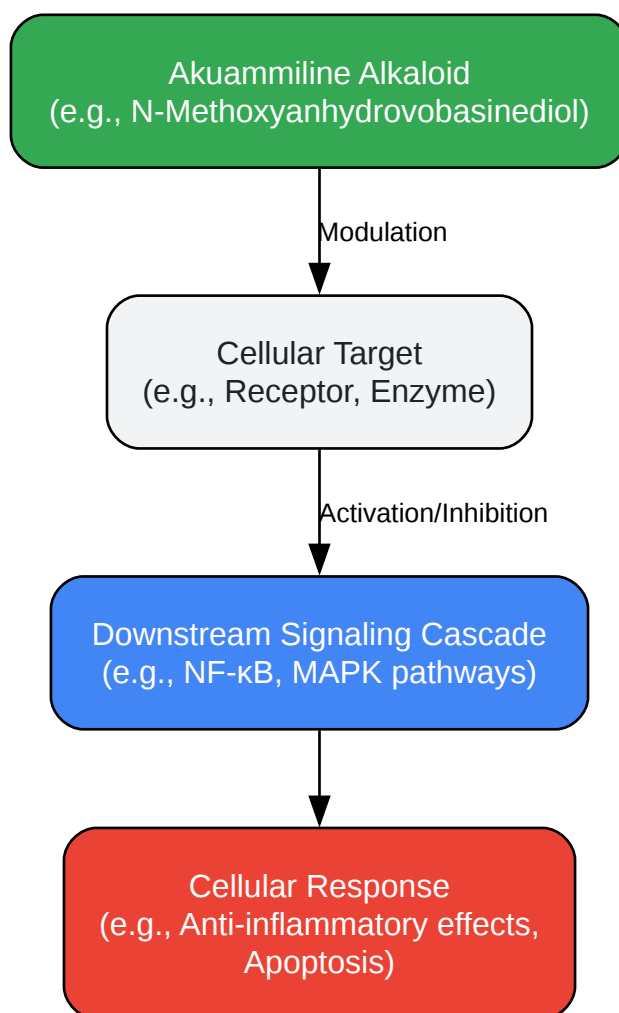 Akuammiline Alkaloid
(e.g., N-Methoxyanhydrovobasinediol)
Modulation
Cellular Target
(e.g., Receptor, Enzyme)
Activation/Inhibition
Downstream Signaling Cascade
(e.g., NF-κB, MAPK pathways)
Cellular Response
(e.g., Anti-inflammatory effects,
Apoptosis)